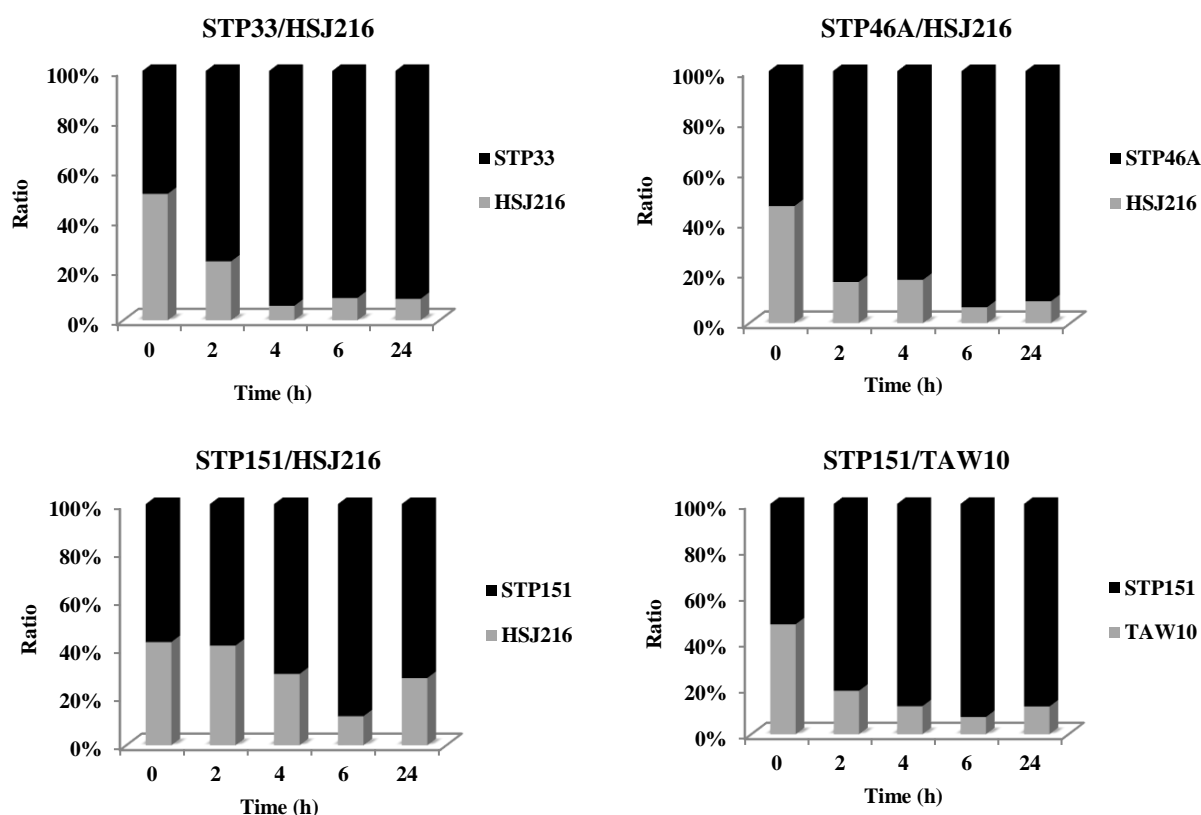 STP33/HSJ216
100%
80%
60%
40%
20%
0%
Ratio
0 2 4 6 24
Time (h)
STP33
HSJ216
STP46A/HSJ216
100%
80%
60%
40%
20%
0%
Ratio
0 2 4 6 24
Time (h)
STP46A
HSJ216
STP151/HSJ216
100%
80%
60%
40%
20%
0%
Ratio
0 2 4 6 24
Time (h)
STP151
HSJ216
STP151/TAW10
100%
80%
60%
40%
20%
0%
Ratio
0 2 4 6 24
Time (h)
STP151
TAW10